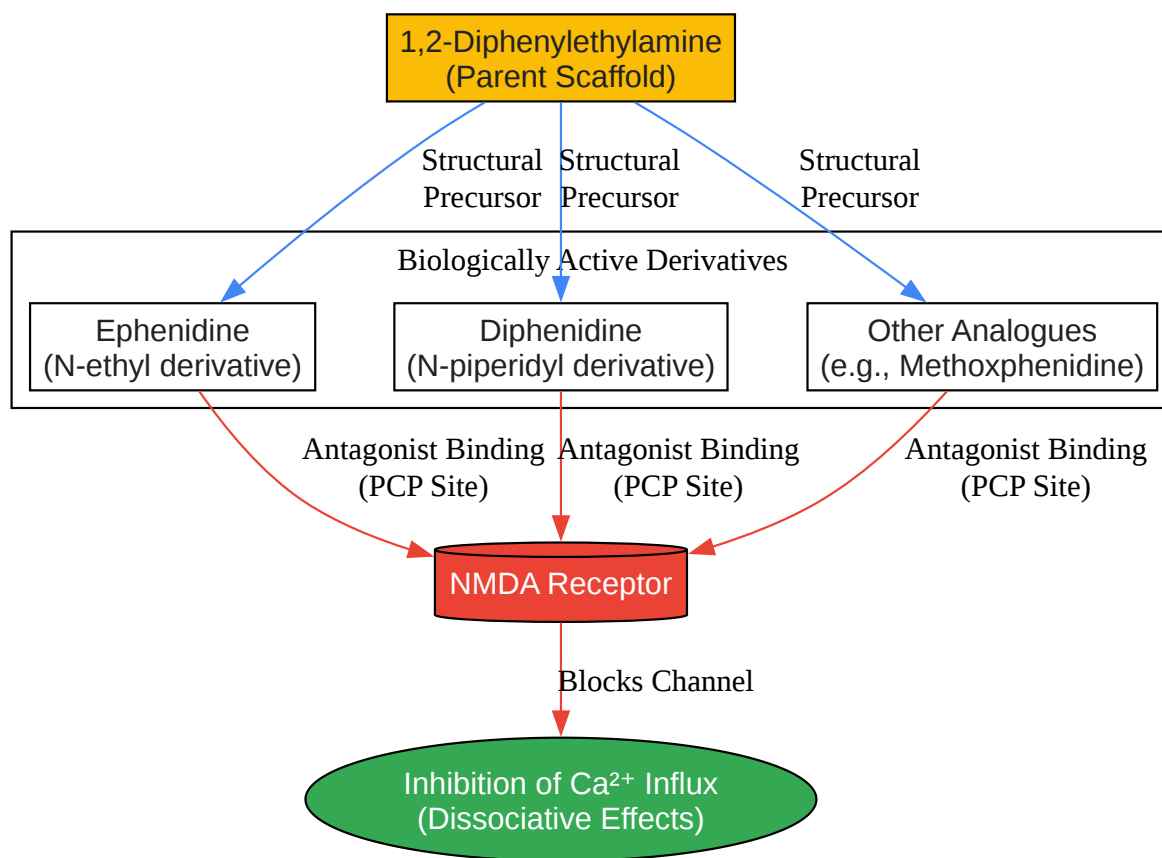 1,2-Diphenylethylamine
(Parent Scaffold)
Structural
Precursor
Structural
Precursor
Structural
Precursor
Biologically Active Derivatives
Ephenidine
(N-ethyl derivative)
Diphenidine
(N-piperidyl derivative)
Other Analogues
(e.g., Methoxphenidine)
Antagonist Binding
(PCP Site)
Antagonist Binding
(PCP Site)
Antagonist Binding
(PCP Site)
NMDA Receptor
Blocks Channel
Inhibition of Ca²⁺ Influx
(Dissociative Effects)